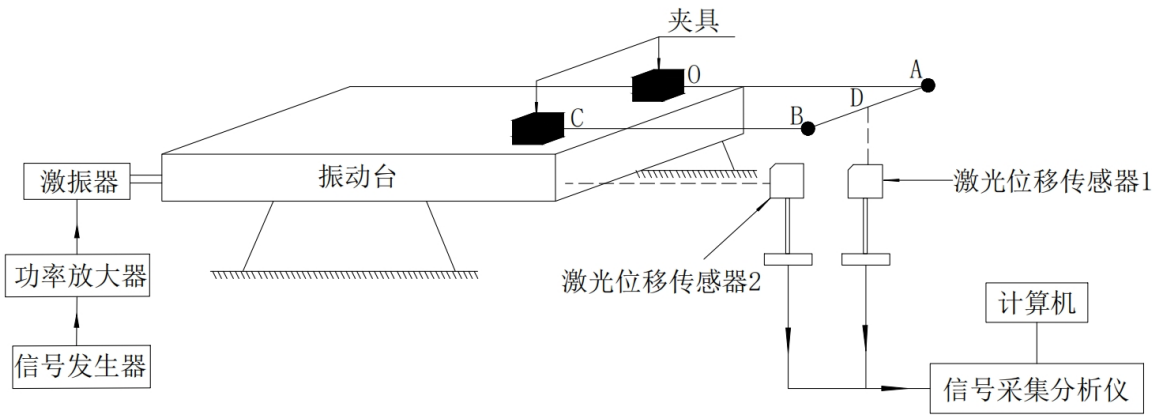 夹具
O
A
C
B
D
激振器
振动台
激光位移传感器1
功率放大器
激光位移传感器2
计算机
信号发生器
信号采集分析仪